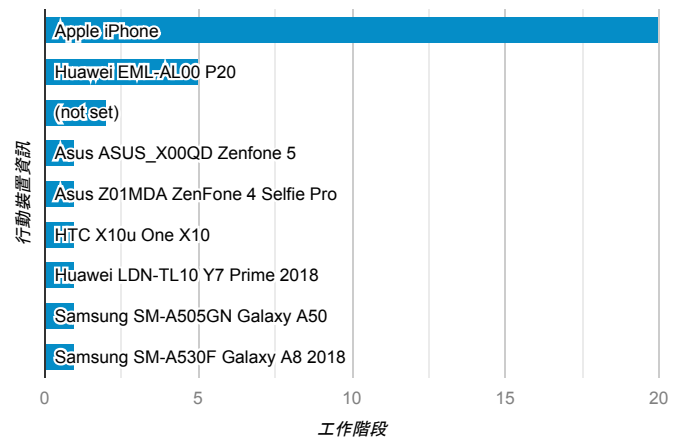 Apple iPhone
Huawei EML-AL00 P20
(not set)
Asus ASUS_X00QD Zenfone 5
Asus Z01MDA ZenFone 4 Selfie Pro
HTC X10u One X10
Huawei LDN-TL10 Y7 Prime 2018
Samsung SM-A505GN Galaxy A50
Samsung SM-A530F Galaxy A8 2018
行動裝置資訊
0 5 10 15 20
工作階段